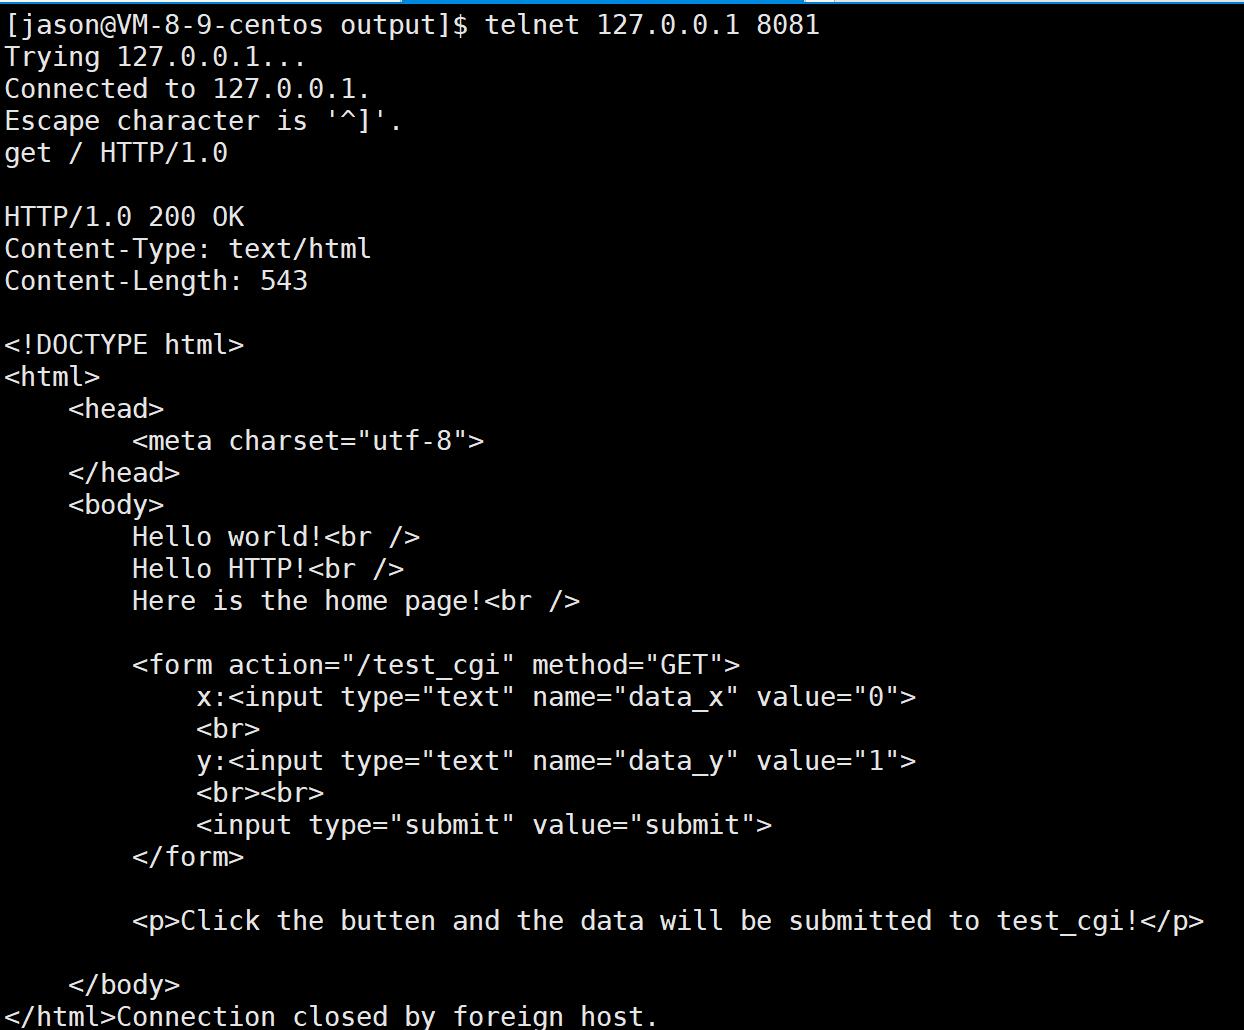 [jason@VM-8-9-centos output]$ telnet 127.0.0.1 8081
Trying 127.0.0.1...
Connected to 127.0.0.1.
Escape character is '^]'.
get / HTTP/1.0

HTTP/1.0 200 OK
Content-Type: text/html
Content-Length: 543

<!DOCTYPE html>
<html>
    <head>
        <meta charset="utf-8">
    </head>
    <body>
        Hello world!<br />
        Hello HTTP!<br />
        Here is the home page!<br />

        <form action="/test_cgi" method="GET">
            x:<input type="text" name="data_x" value="0">
            <br>
            y:<input type="text" name="data_y" value="1">
            <br><br>
            <input type="submit" value="submit">
        </form>

        <p>Click the butten and the data will be submitted to test_cgi!</p>

    </body>
</html>Connection closed by foreign host.